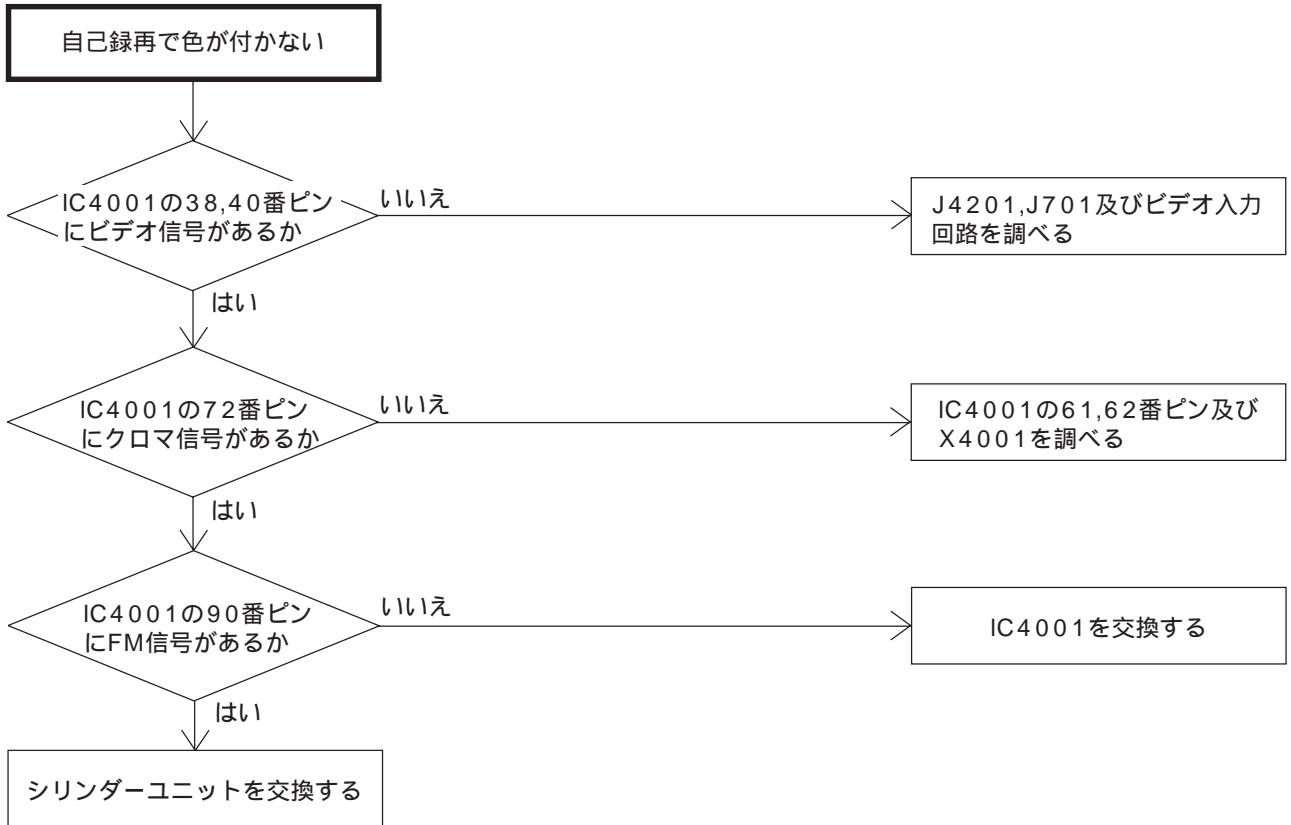 自己録再で色が付かない
IC4001の38,40番ピン
にビデオ信号があるか
いいえ
J4201,J701及びビデオ入力
回路を調べる
はい
IC4001の72番ピン
にクロマ信号があるか
いいえ
IC4001の61,62番ピン及び
X4001を調べる
はい
IC4001の90番ピン
にFM信号があるか
いいえ
IC4001を交換する
はい
シリンダーユニットを交換する